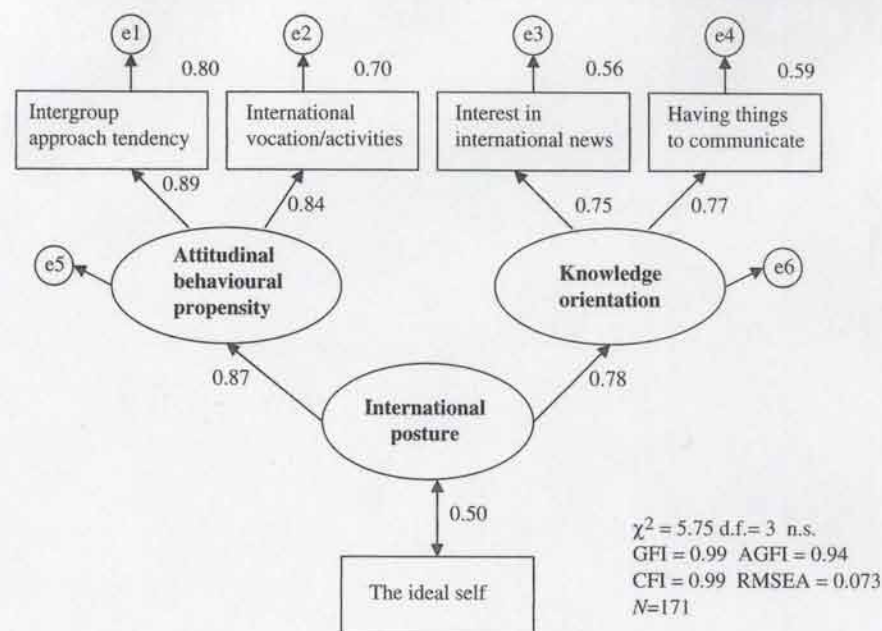 e1
e2
e3
e4
0.80
0.70
0.56
0.59
Intergroup
approach tendency
International
vocation/activities
Interest in
international news
Having things
to communicate
0.89
0.84
0.75
0.77
e5
Attitudinal
behavioural
propensity
Knowledge
orientation
e6
0.87
0.78
International
posture
0.50
The ideal self
χ² = 5.75 d.f.= 3 n.s.
GFI = 0.99 AGFI = 0.94
CFI = 0.99 RMSEA = 0.073
N=171